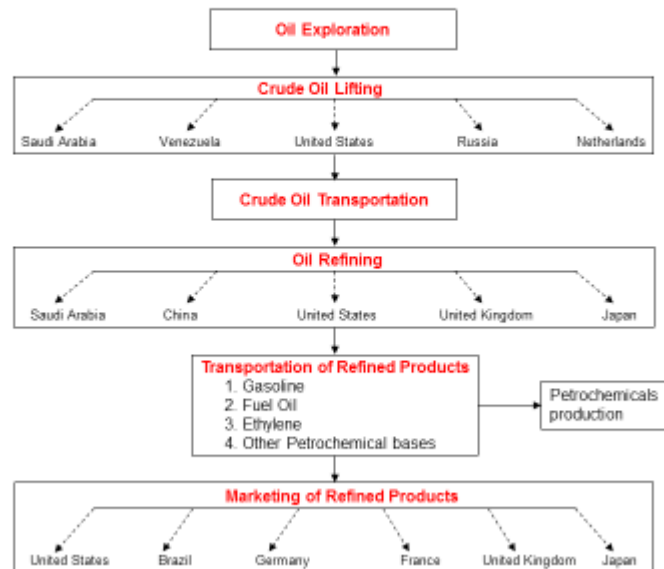 Oil Exploration
Crude Oil Lifting
Saudi Arabia Venezuela United States Russia Netherlands
Crude Oil Transportation
Oil Refining
Saudi Arabia China United States United Kingdom Japan
Transportation of Refined Products
1. Gasoline
2. Fuel Oil
3. Ethylene
4. Other Petrochemical bases
Petrochemicals
production
Marketing of Refined Products
United States Brazil Germany France United Kingdom Japan